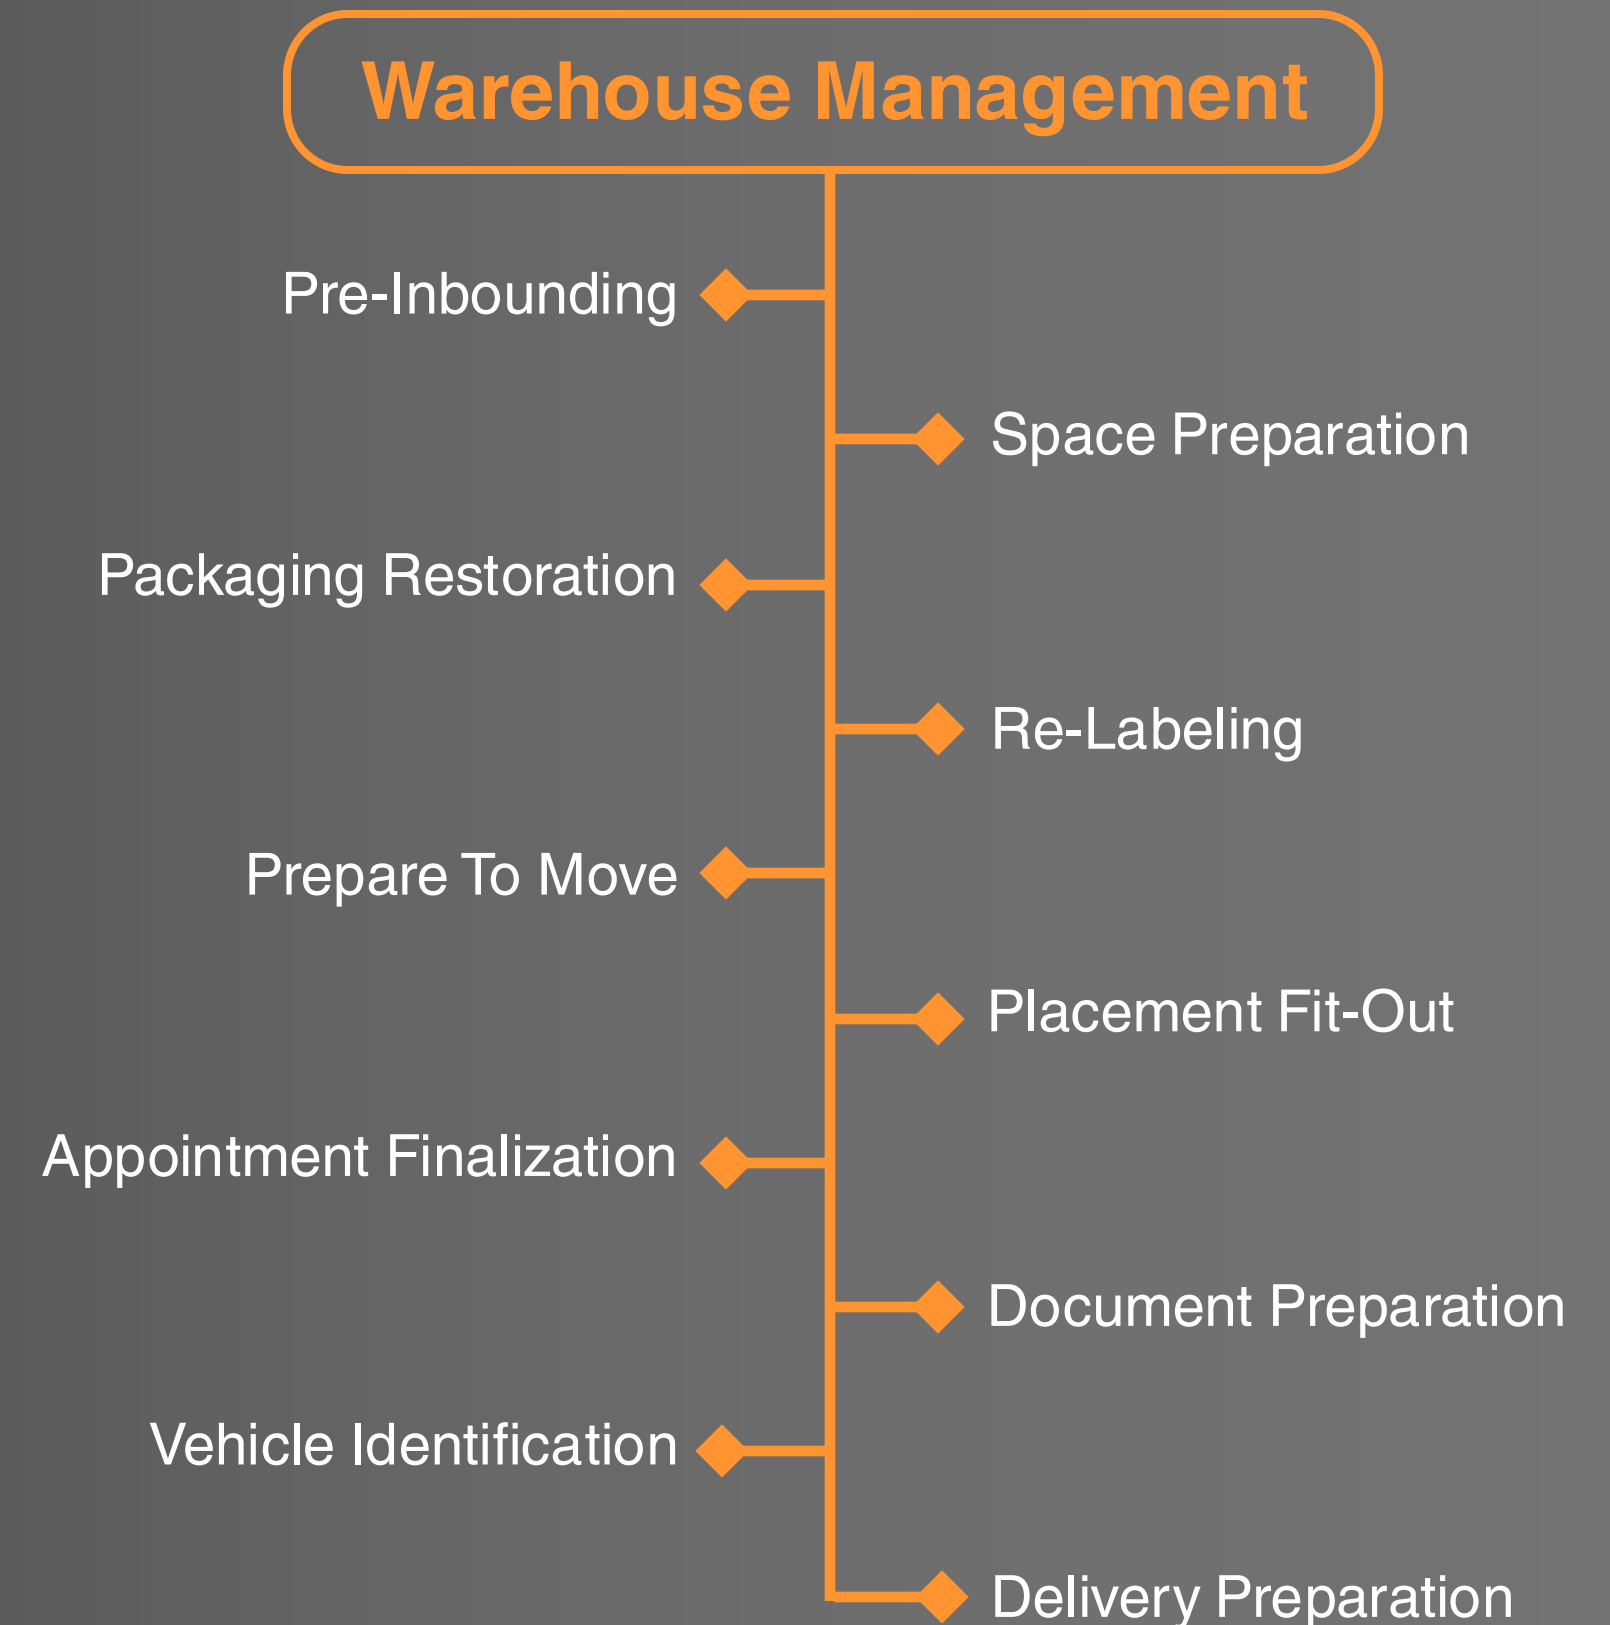 Warehouse Management
Pre-Inbounding
Space Preparation
Packaging Restoration
Re-Labeling
Prepare To Move
Placement Fit-Out
Appointment Finalization
Document Preparation
Vehicle Identification
Delivery Preparation